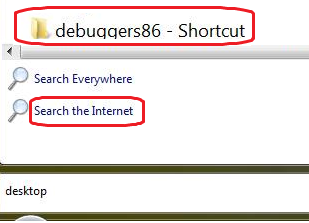 debuggers86 - Shortcut
Search Everywhere
Search the Internet
desktop